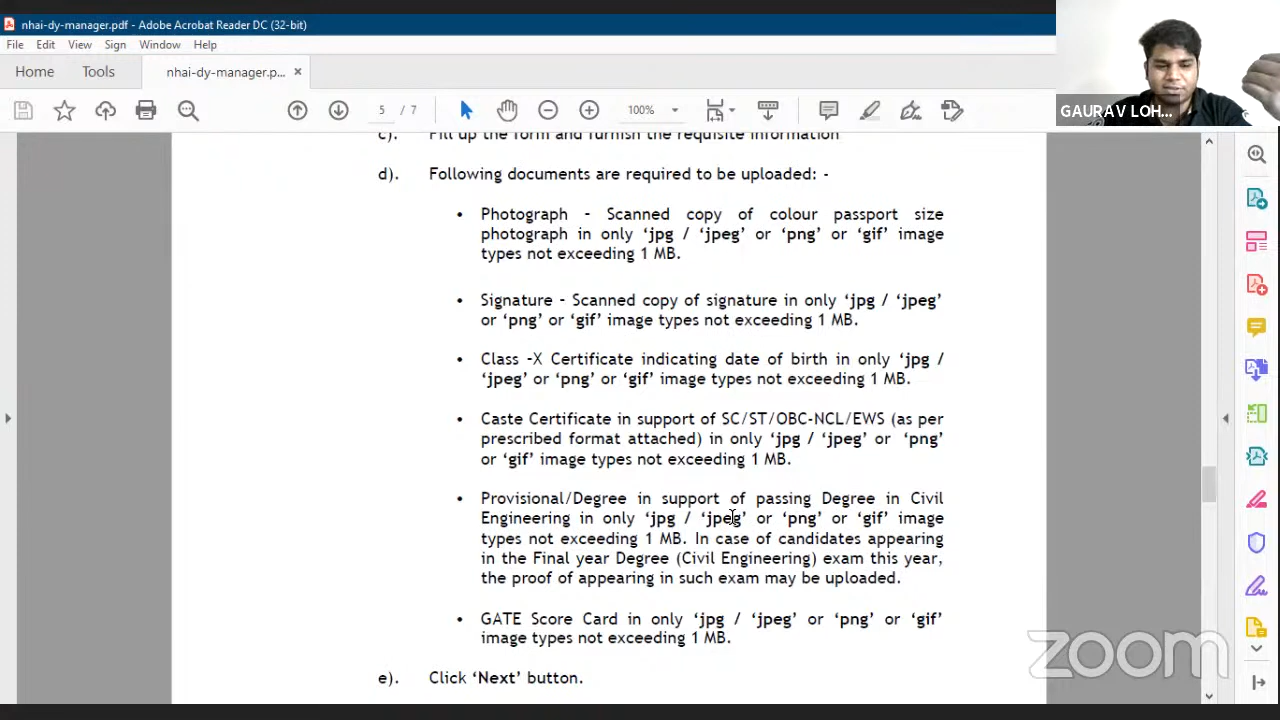 nhai-dy-manager.pdf - Adobe Acrobat Reader DC (32-bit)
File Edit View Sign Window Help
Home Tools nhai-dy-manager.p... ×
5 / 7 100%
GAURAV LOH...
c). Fill up the form and furnish the requisite information
d). Following documents are required to be uploaded: -
• Photograph - Scanned copy of colour passport size
photograph in only ‘jpg / ‘jpeg’ or ‘png’ or ‘gif’ image
types not exceeding 1 MB.
• Signature - Scanned copy of signature in only ‘jpg / ‘jpeg’
or ‘png’ or ‘gif’ image types not exceeding 1 MB.
• Class -X Certificate indicating date of birth in only ‘jpg /
‘jpeg’ or ‘png’ or ‘gif’ image types not exceeding 1 MB.
• Caste Certificate in support of SC/ST/OBC-NCL/EWS (as per
prescribed format attached) in only ‘jpg / ‘jpeg’ or ‘png’
or ‘gif’ image types not exceeding 1 MB.
• Provisional/Degree in support of passing Degree in Civil
Engineering in only ‘jpg / ‘jpeg’ or ‘png’ or ‘gif’ image
types not exceeding 1 MB. In case of candidates appearing
in the Final year Degree (Civil Engineering) exam this year,
the proof of appearing in such exam may be uploaded.
• GATE Score Card in only ‘jpg / ‘jpeg’ or ‘png’ or ‘gif’
image types not exceeding 1 MB.
e). Click ‘Next’ button.
zoom